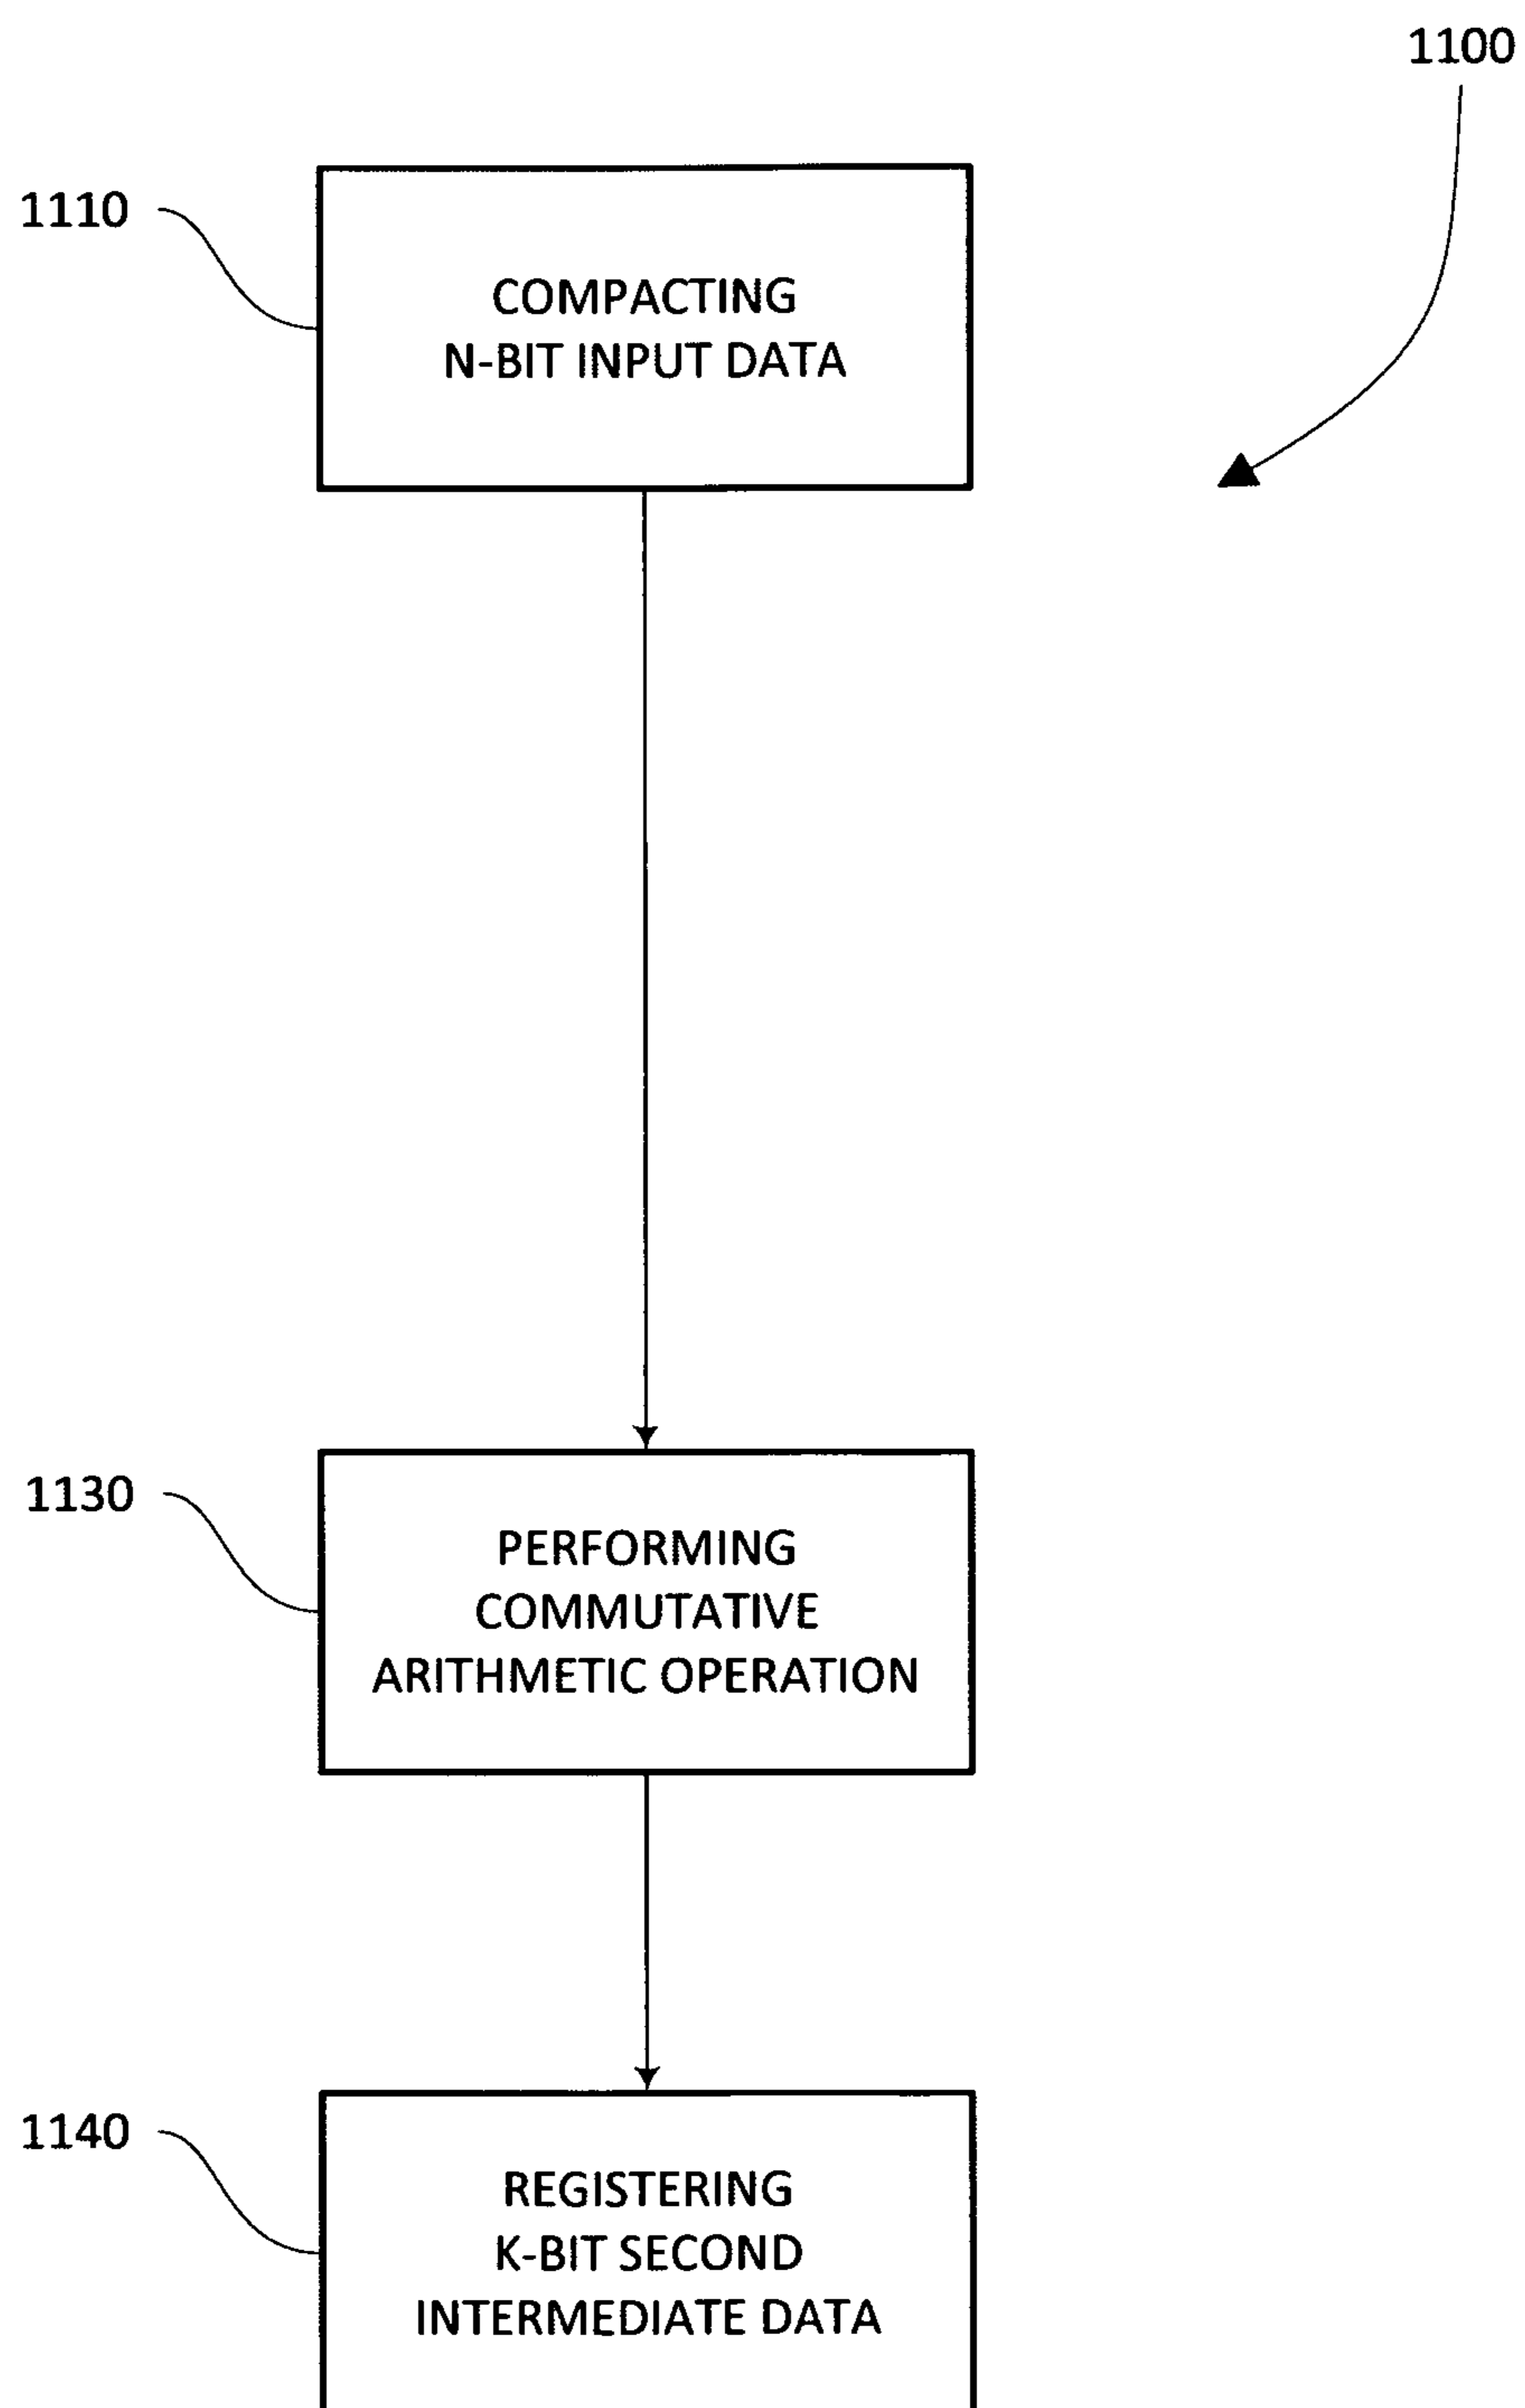 1100
1110
COMPACTING
N-BIT INPUT DATA
1130
PERFORMING
COMMUTATIVE
ARITHMETIC OPERATION
1140
REGISTERING
K-BIT SECOND
INTERMEDIATE DATA